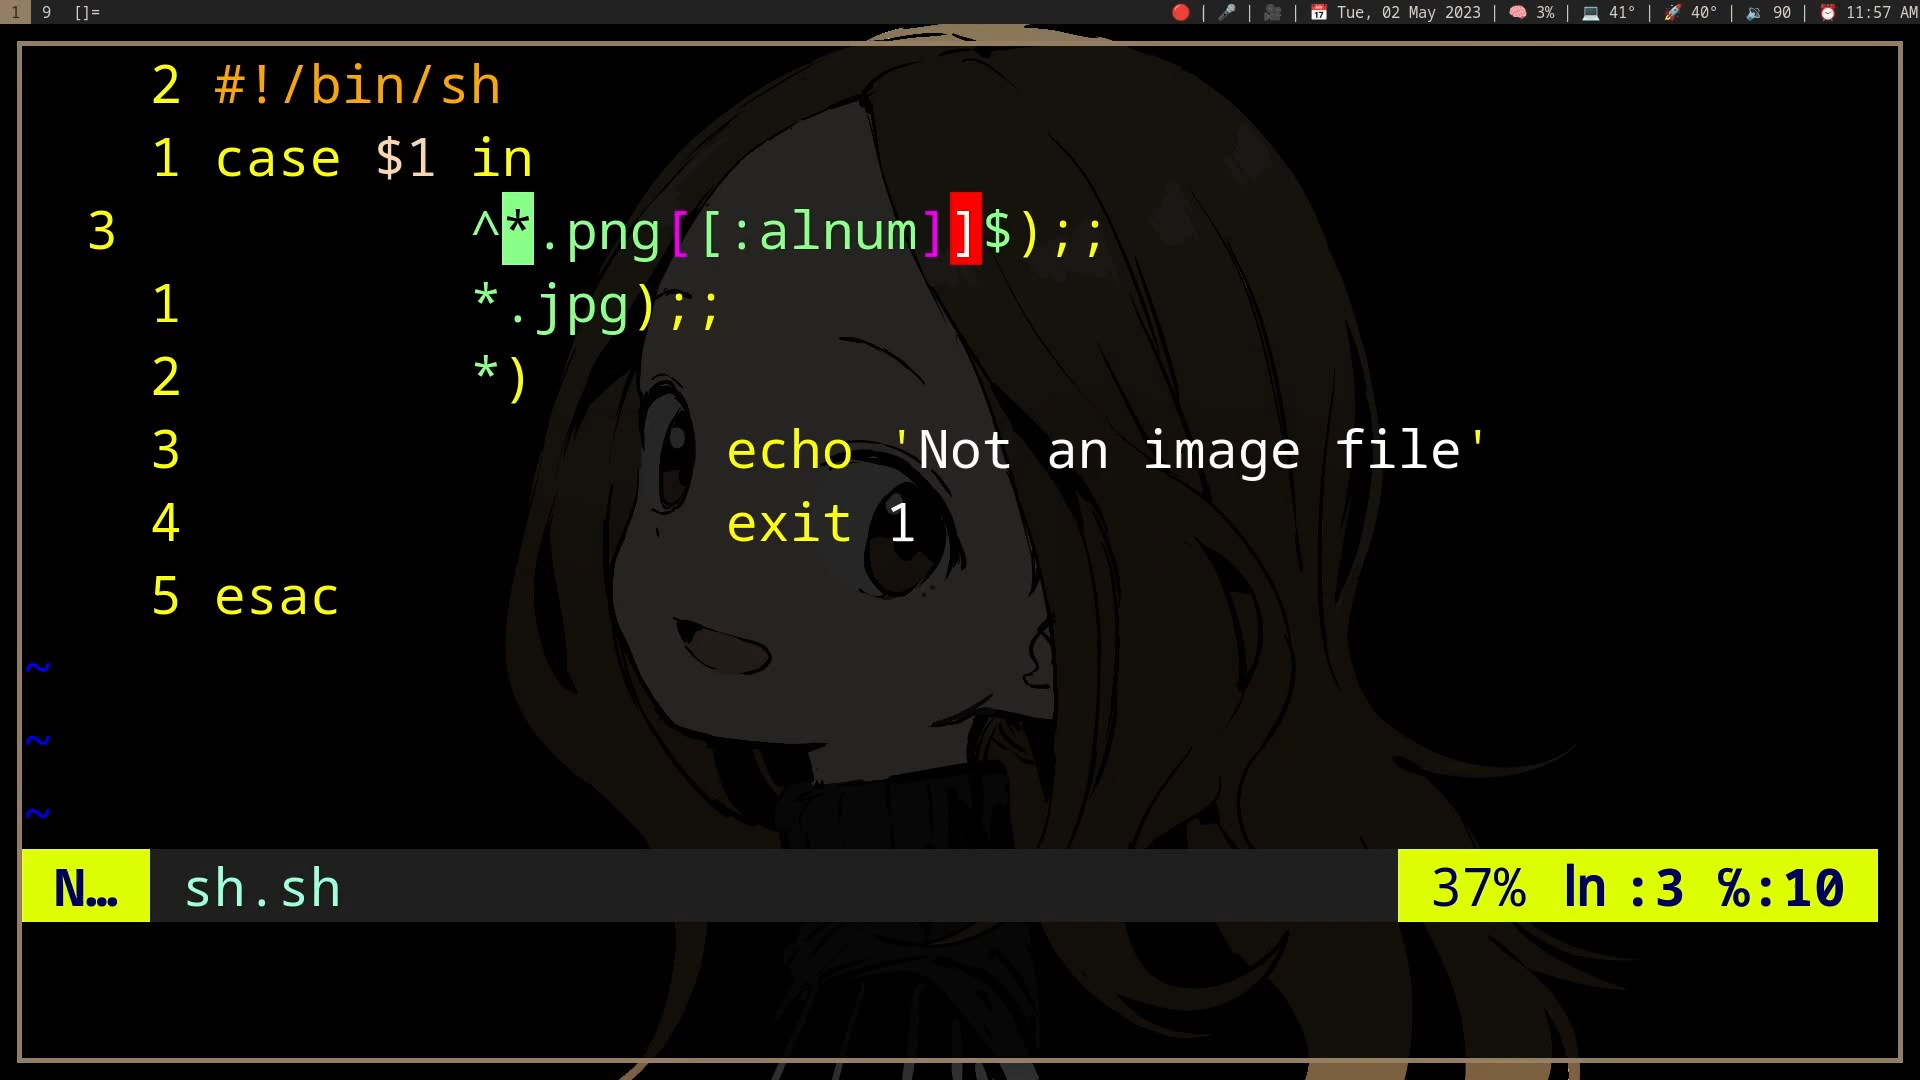 1 9 []= 🔴 | 🎤 | 🎥 | 📅 Tue, 02 May 2023 | 🧠 3% | 💻 41° | 🚀 40° | 🔉 90 | ⏰ 11:57 AM
2 #!/bin/sh
1 case $1 in
3 ^*.png[[:alnum]]$);;
1 *.jpg);;
2 *)
3 echo 'Not an image file'
4 exit 1
5 esac
~
~
~
N… sh.sh 37% ln :3 ℅:10